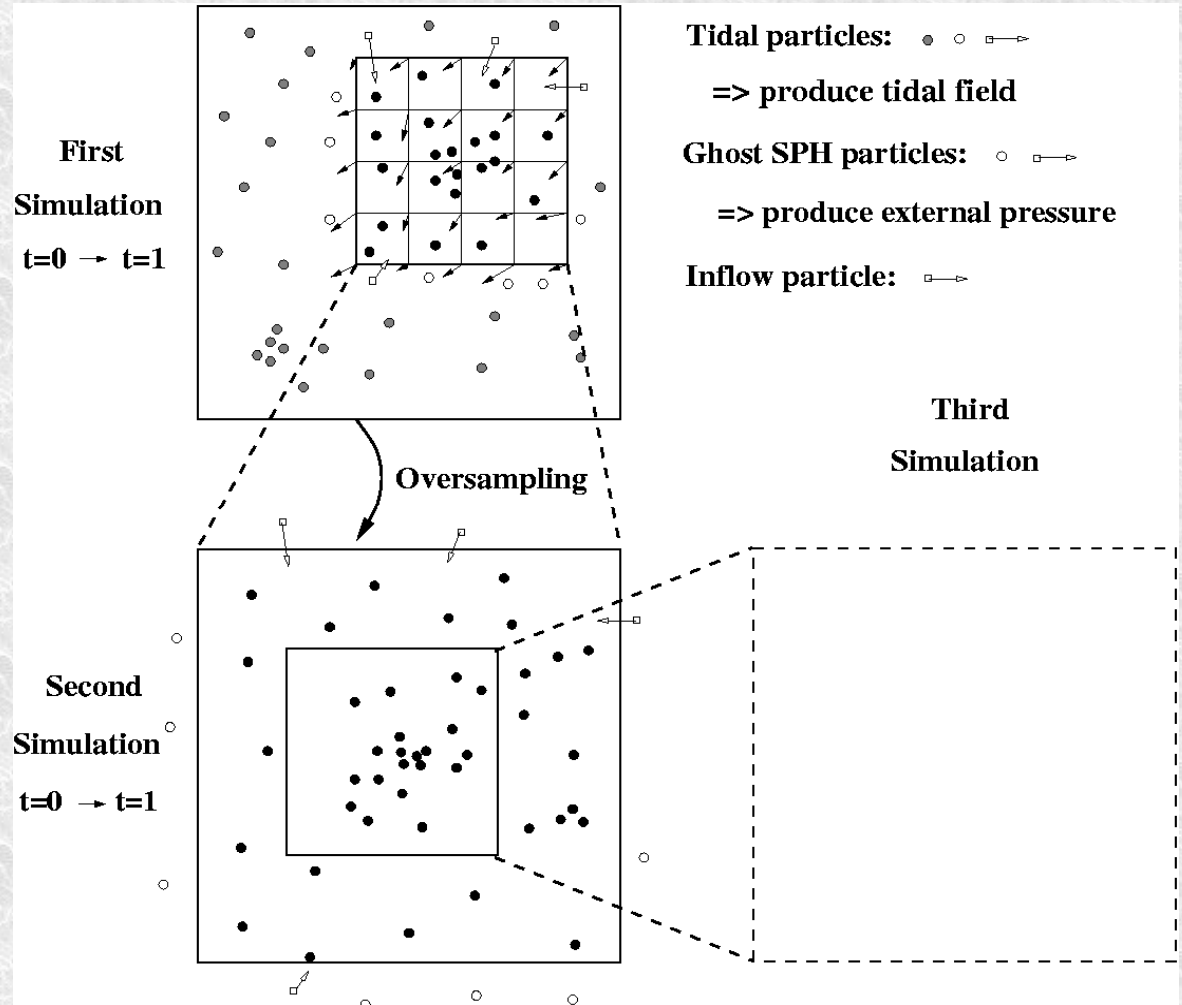 First
Simulation
t=0 → t=1
Tidal particles:
=> produce tidal field
Ghost SPH particles:
=> produce external pressure
Inflow particle:
Third
Simulation
Oversampling
Second
Simulation
t=0 → t=1